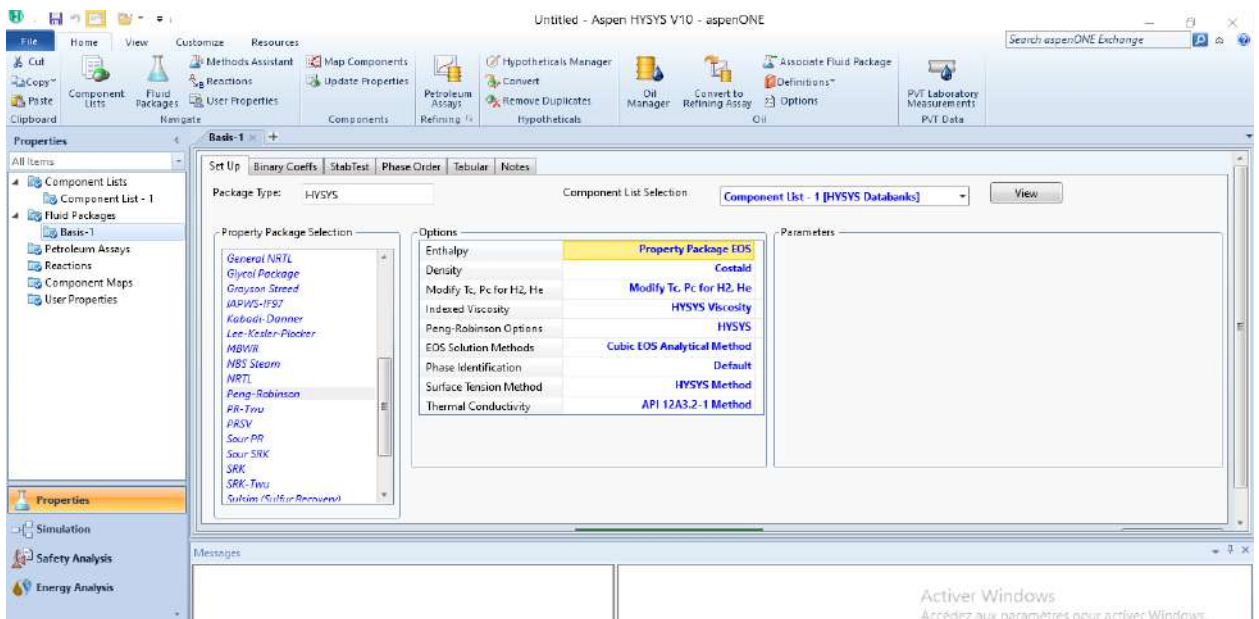 Untitled - Aspen HYSYS V10 - aspenONE
File Home View Customize Resources
Search aspenONE Exchange
Cut
Copy
Paste
Clipboard
Component Lists
Fluid Packages
Methods Assistant
Reactions
User Properties
Navigate
Map Components
Update Properties
Components
Petroleum Assays
Refining
Hypotheticals Manager
Convert
Remove Duplicates
Hypotheticals
Oil Manager
Convert to Refining Assay
Associate Fluid Package
Definitions
Options
Oil
PVT Laboratory Measurements
PVT Data
Properties
All Items
Component Lists
Component List - 1
Fluid Packages
Basis-1
Petroleum Assays
Reactions
Component Maps
User Properties
Properties
Simulation
Safety Analysis
Energy Analysis
Basis-1
Set Up Binary Coeffs StabTest Phase Order Tabular Notes
Package Type: HYSYS
Component List Selection Component List - 1 [HYSYS Databanks] View
Property Package Selection
General NRTL
Glycol Package
Grayson Streed
IAPWS-IF97
Kabadi-Danner
Lee-Kesler-Plocker
MBWR
NBS Steam
NRTL
Peng-Robinson
PR-Twu
PRSV
Sour PR
Sour SRK
SRK
SRK-Twu
Sulsim (Sulfur Recovery)
Options
Enthalpy Property Package EOS
Density Costald
Modify Tc, Pc for H2, He Modify Tc, Pc for H2, He
Indexed Viscosity HYSYS Viscosity
Peng-Robinson Options HYSYS
EOS Solution Methods Cubic EOS Analytical Method
Phase Identification Default
Surface Tension Method HYSYS Method
Thermal Conductivity API 12A3.2-1 Method
Parameters
Messages
Activer Windows
Accédez aux paramètres pour activer Windows